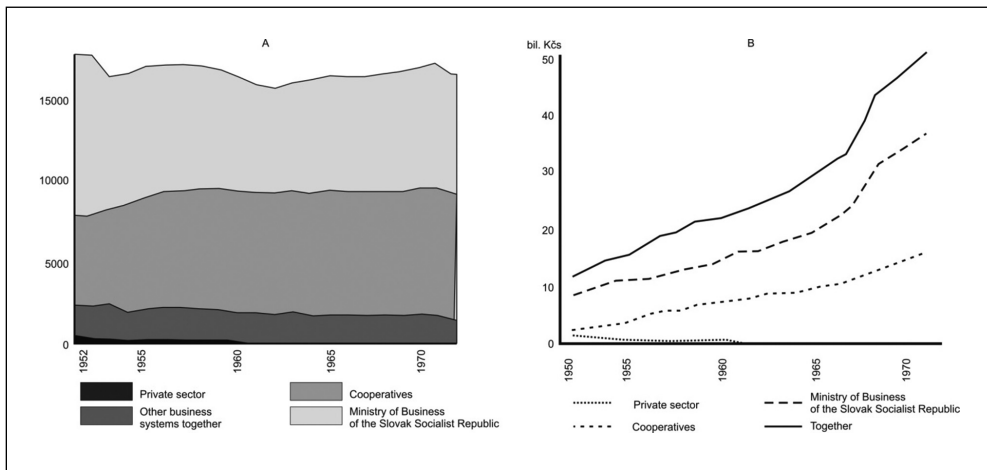 A
15000
10000
5000
0
1952
1955
1960
1965
1970
Private sector
Cooperatives
Other business
systems together
Ministry of Business
of the Slovak Socialist Republic
B
bil. Kčs
50
40
30
20
10
0
1950
1955
1960
1965
1970
Private sector
Ministry of Business
of the Slovak Socialist Republic
Cooperatives
Together